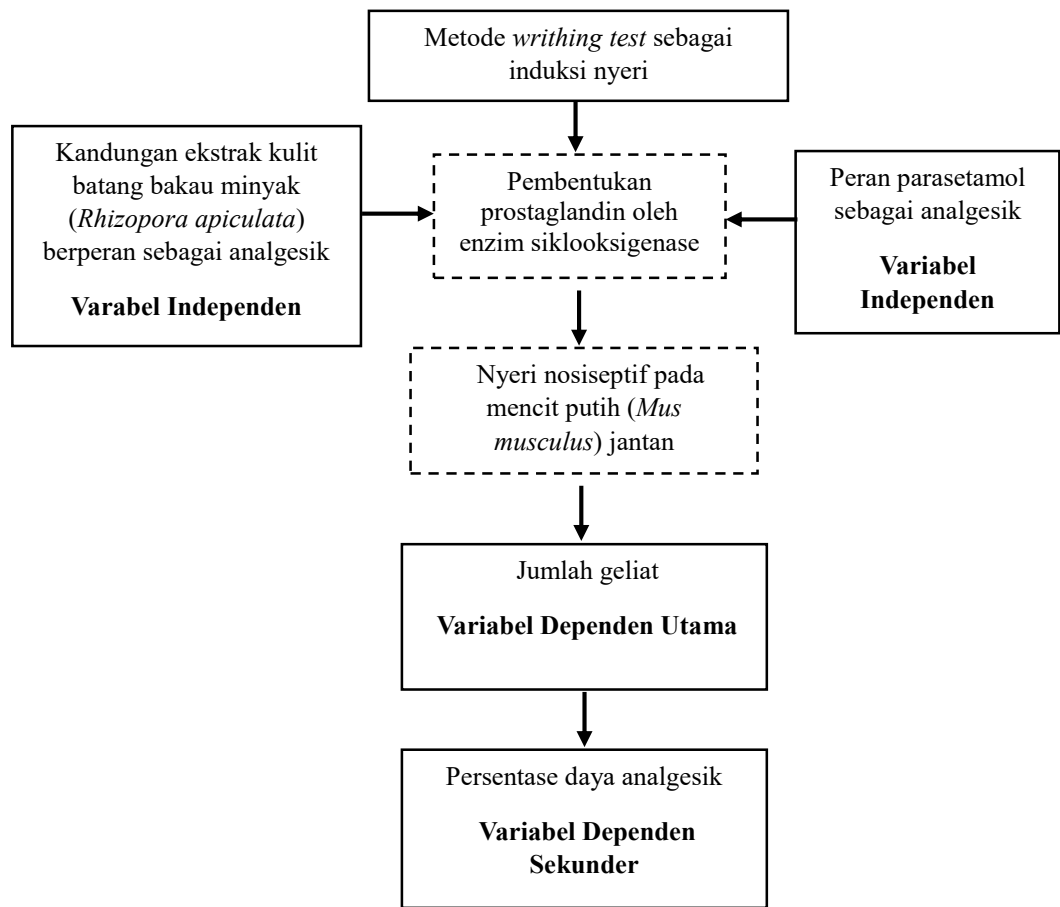 Metode writhing test sebagai
induksi nyeri
Kandungan ekstrak kulit
batang bakau minyak
(Rhizopora apiculata)
berperan sebagai analgesik
Varabel Independen
Pembentukan
prostaglandin oleh
enzim siklooksigenase
Peran parasetamol
sebagai analgesik
Variabel
Independen
Nyeri nosiseptif pada
mencit putih (Mus
musculus) jantan
Jumlah geliat
Variabel Dependen Utama
Persentase daya analgesik
Variabel Dependen
Sekunder